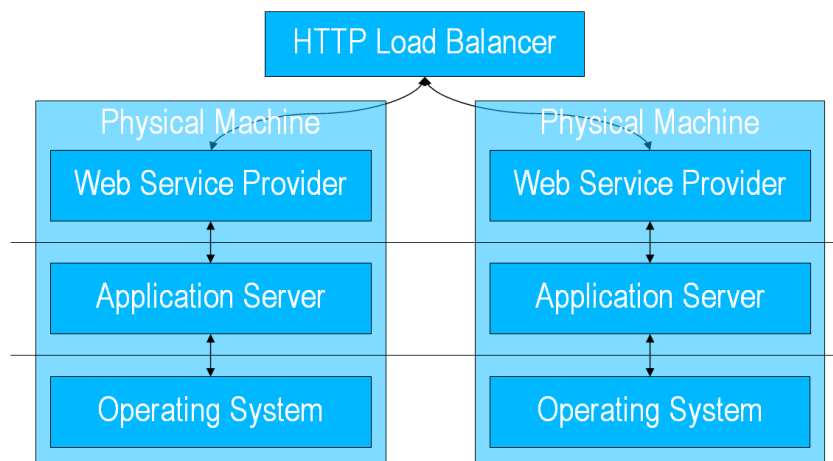 HTTP Load Balancer
Physical Machine
Web Service Provider
Application Server
Operating System
Physical Machine
Web Service Provider
Application Server
Operating System